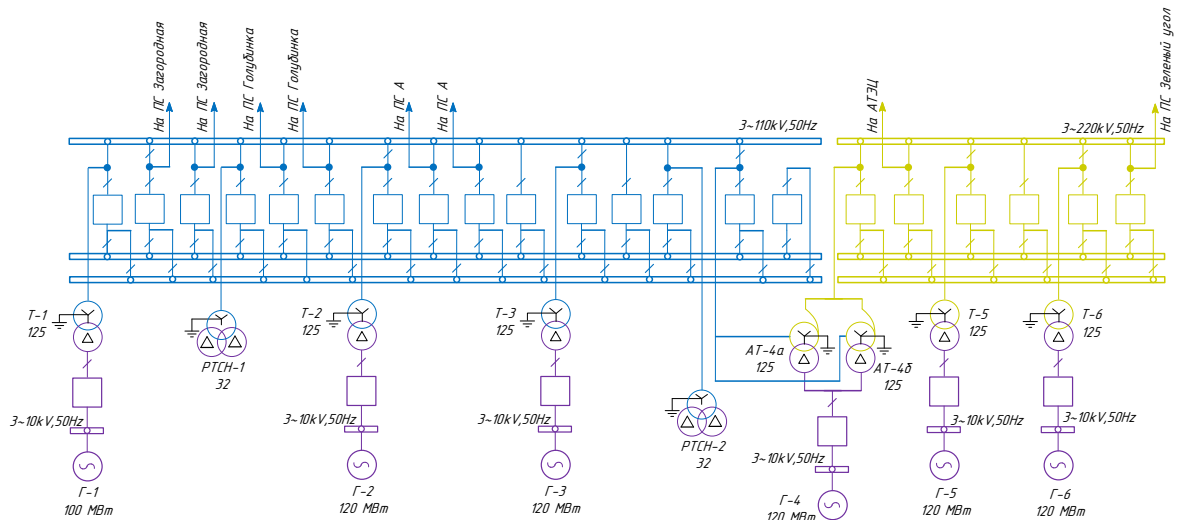 На ПС Загородная
На ПС Загородная
На ПС Голубинка
На ПС Голубинка
На ПС А
На ПС А
На АТЭЦ
На ПС Зеленый угол
3~110kV,50Hz
3~220kV,50Hz
Т-1
125
РТСН-1
32
Т-2
125
Т-3
125
АТ-4а
125
АТ-4б
125
Т-5
125
Т-6
125
РТСН-2
32
3~10kV,50Hz
3~10kV,50Hz
3~10kV,50Hz
3~10kV,50Hz
3~10kV,50Hz
3~10kV,50Hz
Г-1
100 МВт
Г-2
120 МВт
Г-3
120 МВт
Г-4
120 МВт
Г-5
120 МВт
Г-6
120 МВт